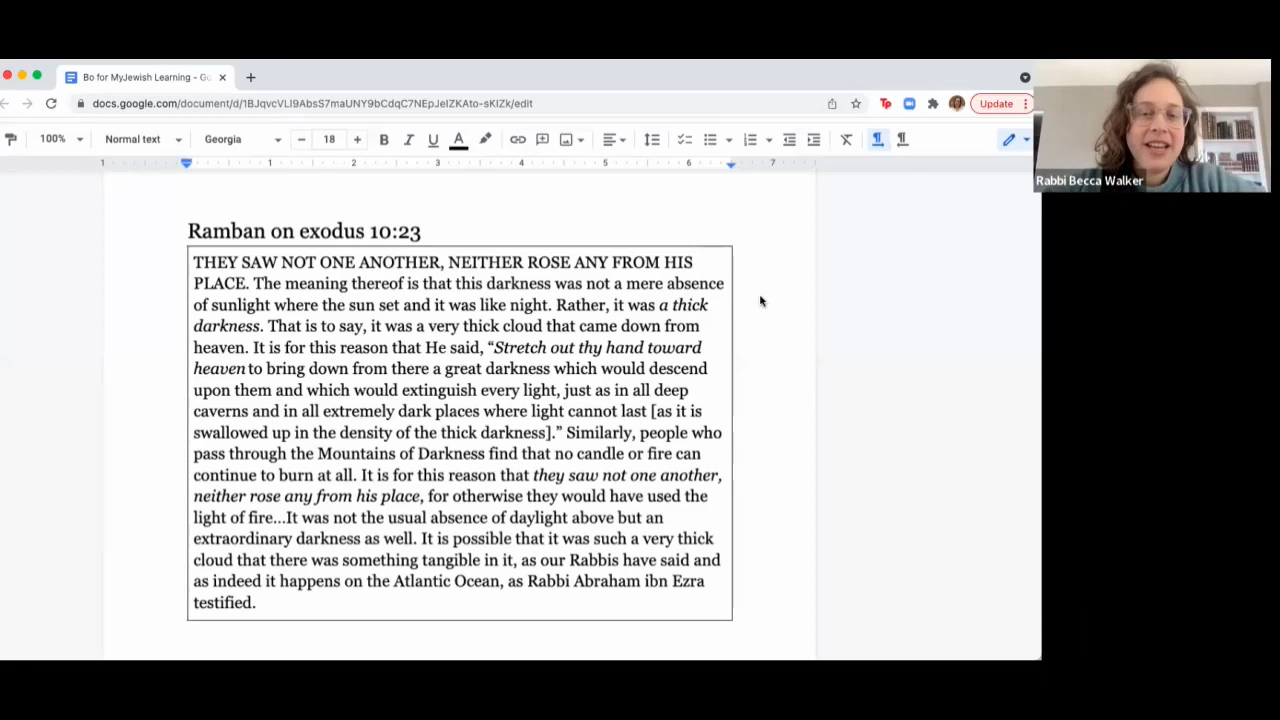 Bo for MyJewish Learning - Go
docs.google.com/document/d/1BJqvcVLI9AbsS7maUNY9bCdqC7NEpJeIZKAto-sKIZk/edit
Tp
Update
100%
Normal text
Georgia
18
B
I
U
A
1
1
2
3
4
5
6
7
Rabbi Becca Walker
Ramban on exodus 10:23
THEY SAW NOT ONE ANOTHER, NEITHER ROSE ANY FROM HIS
PLACE. The meaning thereof is that this darkness was not a mere absence
of sunlight where the sun set and it was like night. Rather, it was a thick
darkness. That is to say, it was a very thick cloud that came down from
heaven. It is for this reason that He said, “Stretch out thy hand toward
heaven to bring down from there a great darkness which would descend
upon them and which would extinguish every light, just as in all deep
caverns and in all extremely dark places where light cannot last [as it is
swallowed up in the density of the thick darkness].” Similarly, people who
pass through the Mountains of Darkness find that no candle or fire can
continue to burn at all. It is for this reason that they saw not one another,
neither rose any from his place, for otherwise they would have used the
light of fire...It was not the usual absence of daylight above but an
extraordinary darkness as well. It is possible that it was such a very thick
cloud that there was something tangible in it, as our Rabbis have said and
as indeed it happens on the Atlantic Ocean, as Rabbi Abraham ibn Ezra
testified.